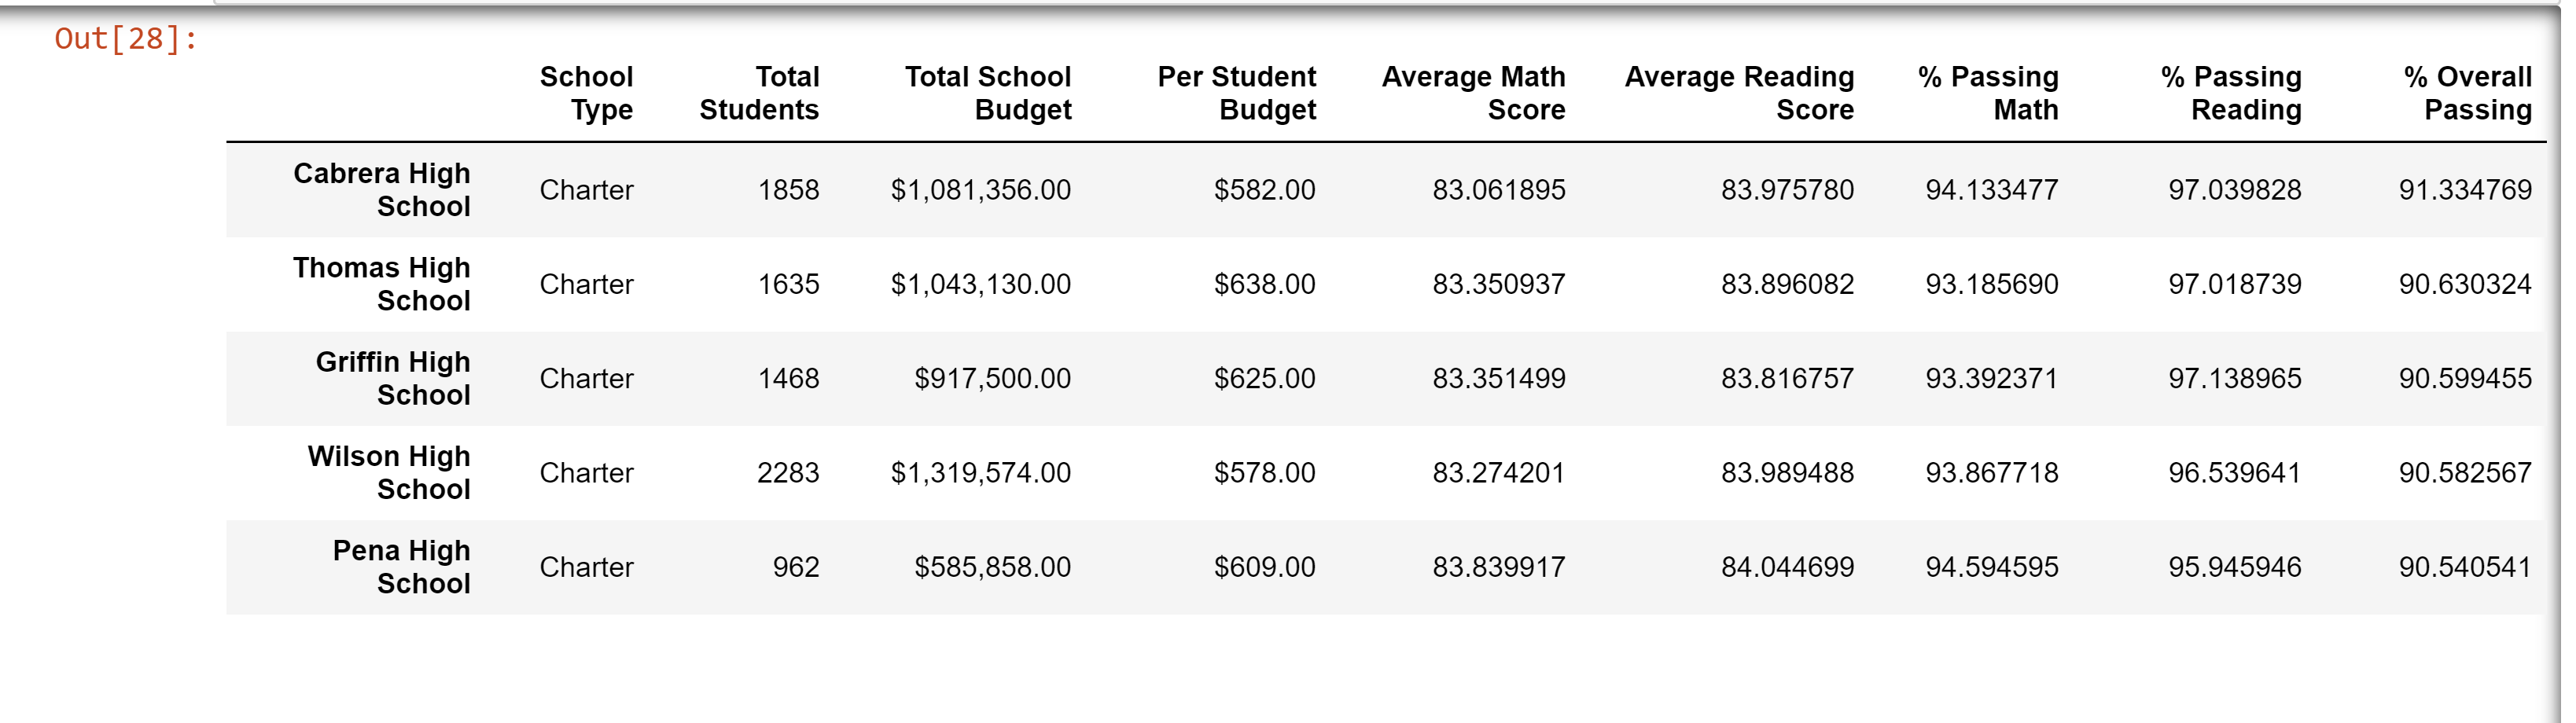 Out[28]:
School Type Total Students Total School Budget Per Student Budget Average Math Score Average Reading Score % Passing Math % Passing Reading % Overall Passing
Cabrera High School Charter 1858 $1,081,356.00 $582.00 83.061895 83.975780 94.133477 97.039828 91.334769
Thomas High School Charter 1635 $1,043,130.00 $638.00 83.350937 83.896082 93.185690 97.018739 90.630324
Griffin High School Charter 1468 $917,500.00 $625.00 83.351499 83.816757 93.392371 97.138965 90.599455
Wilson High School Charter 2283 $1,319,574.00 $578.00 83.274201 83.989488 93.867718 96.539641 90.582567
Pena High School Charter 962 $585,858.00 $609.00 83.839917 84.044699 94.594595 95.945946 90.540541